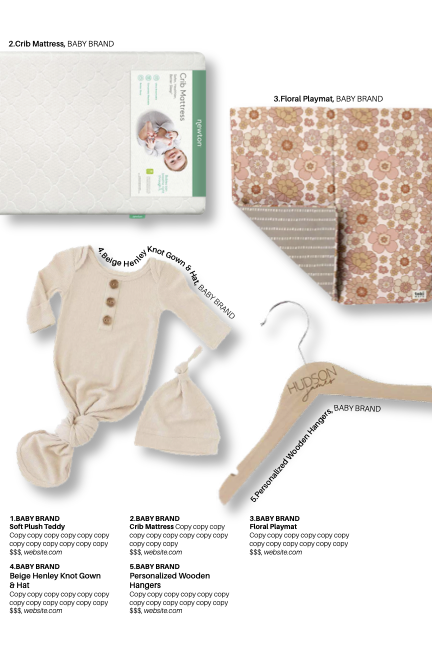 2.Crib Mattress, BABY BRAND
Crib Mattress
newton
3.Floral Playmat, BABY BRAND
4.Beige Henley Knot Gown & Hat, BABY BRAND
HUDSON
james
5.Personalized Wooden Hangers, BABY BRAND
1.BABY BRAND
Soft Plush Teddy
Copy copy copy copy copy copy
copy copy copy copy copy copy
$$$, website.com
2.BABY BRAND
Crib Mattress Copy copy copy
copy copy copy copy copy copy
copy copy copy
$$$, website.com
3.BABY BRAND
Floral Playmat
Copy copy copy copy copy copy
copy copy copy copy copy copy
$$$, website.com
4.BABY BRAND
Beige Henley Knot Gown
& Hat
Copy copy copy copy copy copy
copy copy copy copy copy copy
$$$, website.com
5.BABY BRAND
Personalized Wooden
Hangers
Copy copy copy copy copy copy
copy copy copy copy copy copy
$$$, website.com